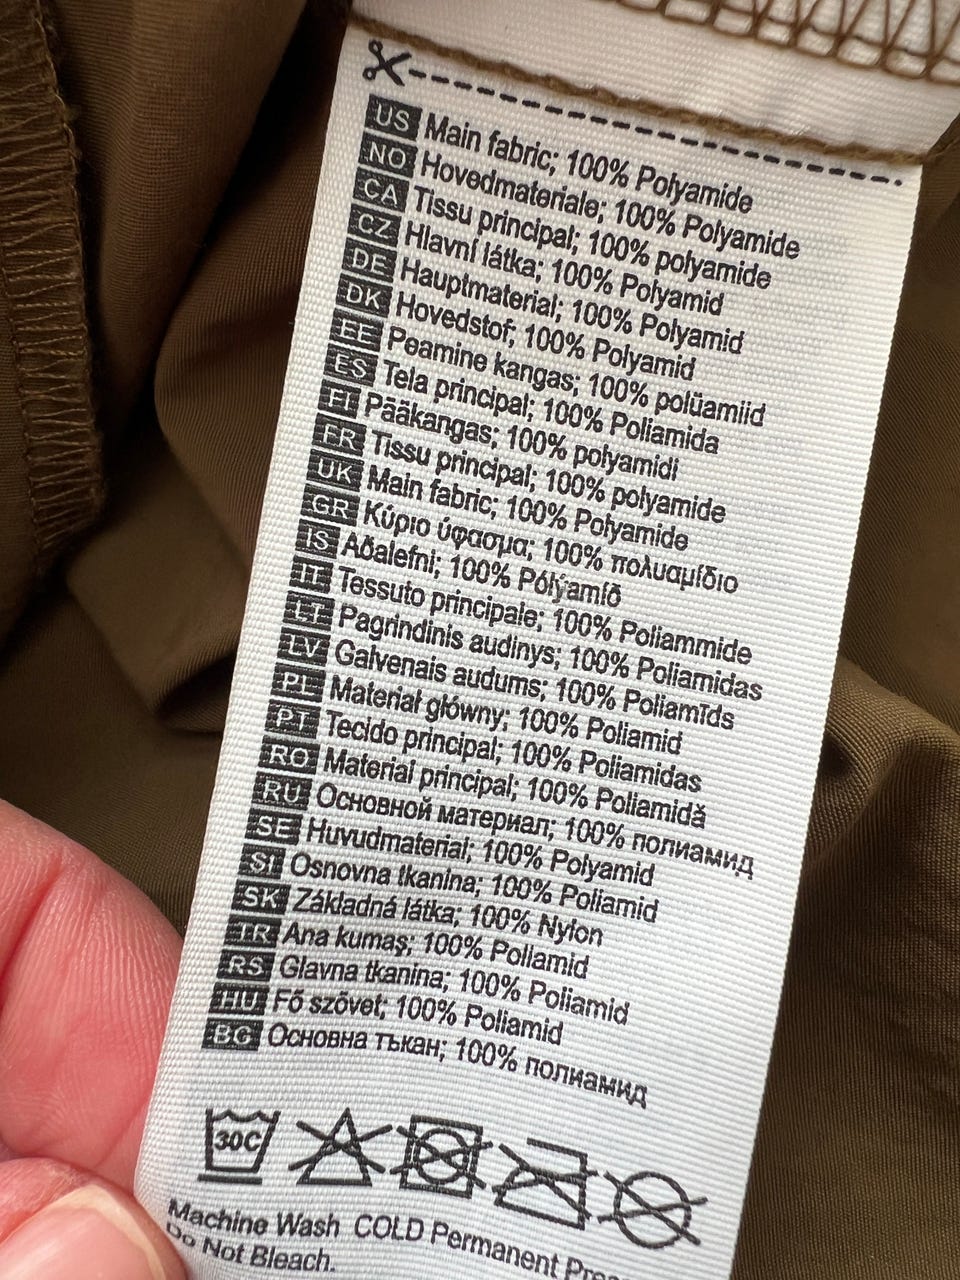 US Main fabric; 100% Polyamide
NO Hovedmateriale; 100% Polyamide
CA Tissu principal; 100% polyamide
CZ Hlavní látka; 100% Polyamid
DE Hauptmaterial; 100% Polyamid
DK Hovedstof; 100% Polyamid
EE Peamine kangas; 100% polüamiid
ES Tela principal; 100% Poliamida
FI Pääkangas; 100% polyamidi
FR Tissu principal; 100% polyamide
UK Main fabric; 100% Polyamide
GR Κύριο ύφασμα; 100% πολυαμίδιο
IS Aðalefni; 100% Pólýamíð
IT Tessuto principale; 100% Poliammide
LT Pagrindinis audinys; 100% Poliamidas
LV Galvenais audums; 100% Poliamīds
PL Materiał główny; 100% Poliamid
PT Tecido principal; 100% Poliamidas
RO Material principal; 100% Poliamidă
RU Основной материал; 100% полиамид
SE Huvudmaterial; 100% Polyamid
SI Osnovna tkanina; 100% Poliamid
SK Základná látka; 100% Nylon
TR Ana kumaş; 100% Poliamid
RS Glavna tkanina; 100% Poliamid
HU Fő szövet; 100% Poliamid
BG Основна тъкан; 100% полиамид
30C
Machine Wash COLD Permanent
Do Not Bleach.